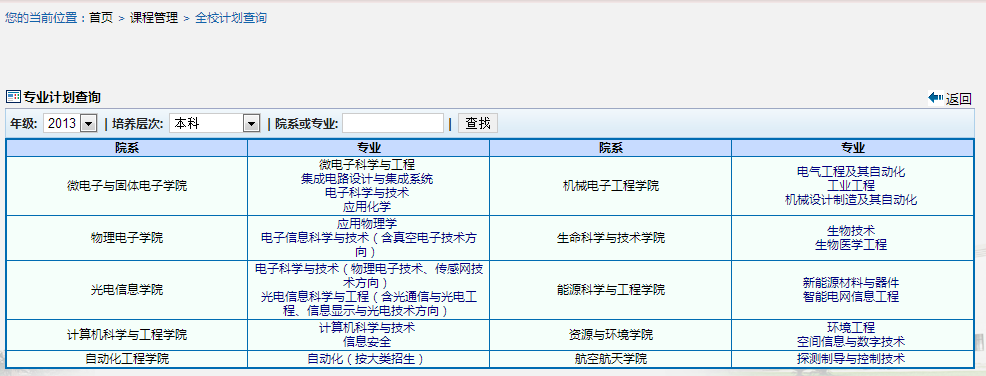 您的当前位置：首页 > 课程管理 > 全校计划查询
专业计划查询
返回
年级: 2013 | 培养层次: 本科 | 院系或专业: | 查找
院系 专业 院系 专业
微电子与固体电子学院
微电子科学与工程
集成电路设计与集成系统
电子科学与技术
应用化学
机械电子工程学院
电气工程及其自动化
工业工程
机械设计制造及其自动化
物理电子学院
应用物理学
电子信息科学与技术（含真空电子技术方
向）
生命科学与技术学院
生物技术
生物医学工程
光电信息学院
电子科学与技术（物理电子技术、传感网技
术方向）
光电信息科学与工程（含光通信与光电工
程、信息显示与光电技术方向）
能源科学与工程学院
新能源材料与器件
智能电网信息工程
计算机科学与工程学院
计算机科学与技术
信息安全
资源与环境学院
环境工程
空间信息与数字技术
自动化工程学院
自动化（按大类招生）
航空航天学院
探测制导与控制技术